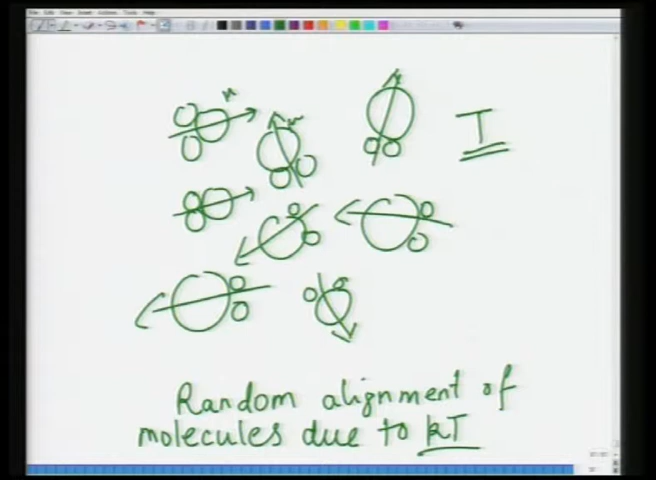 T
Random alignment of
molecules due to kT